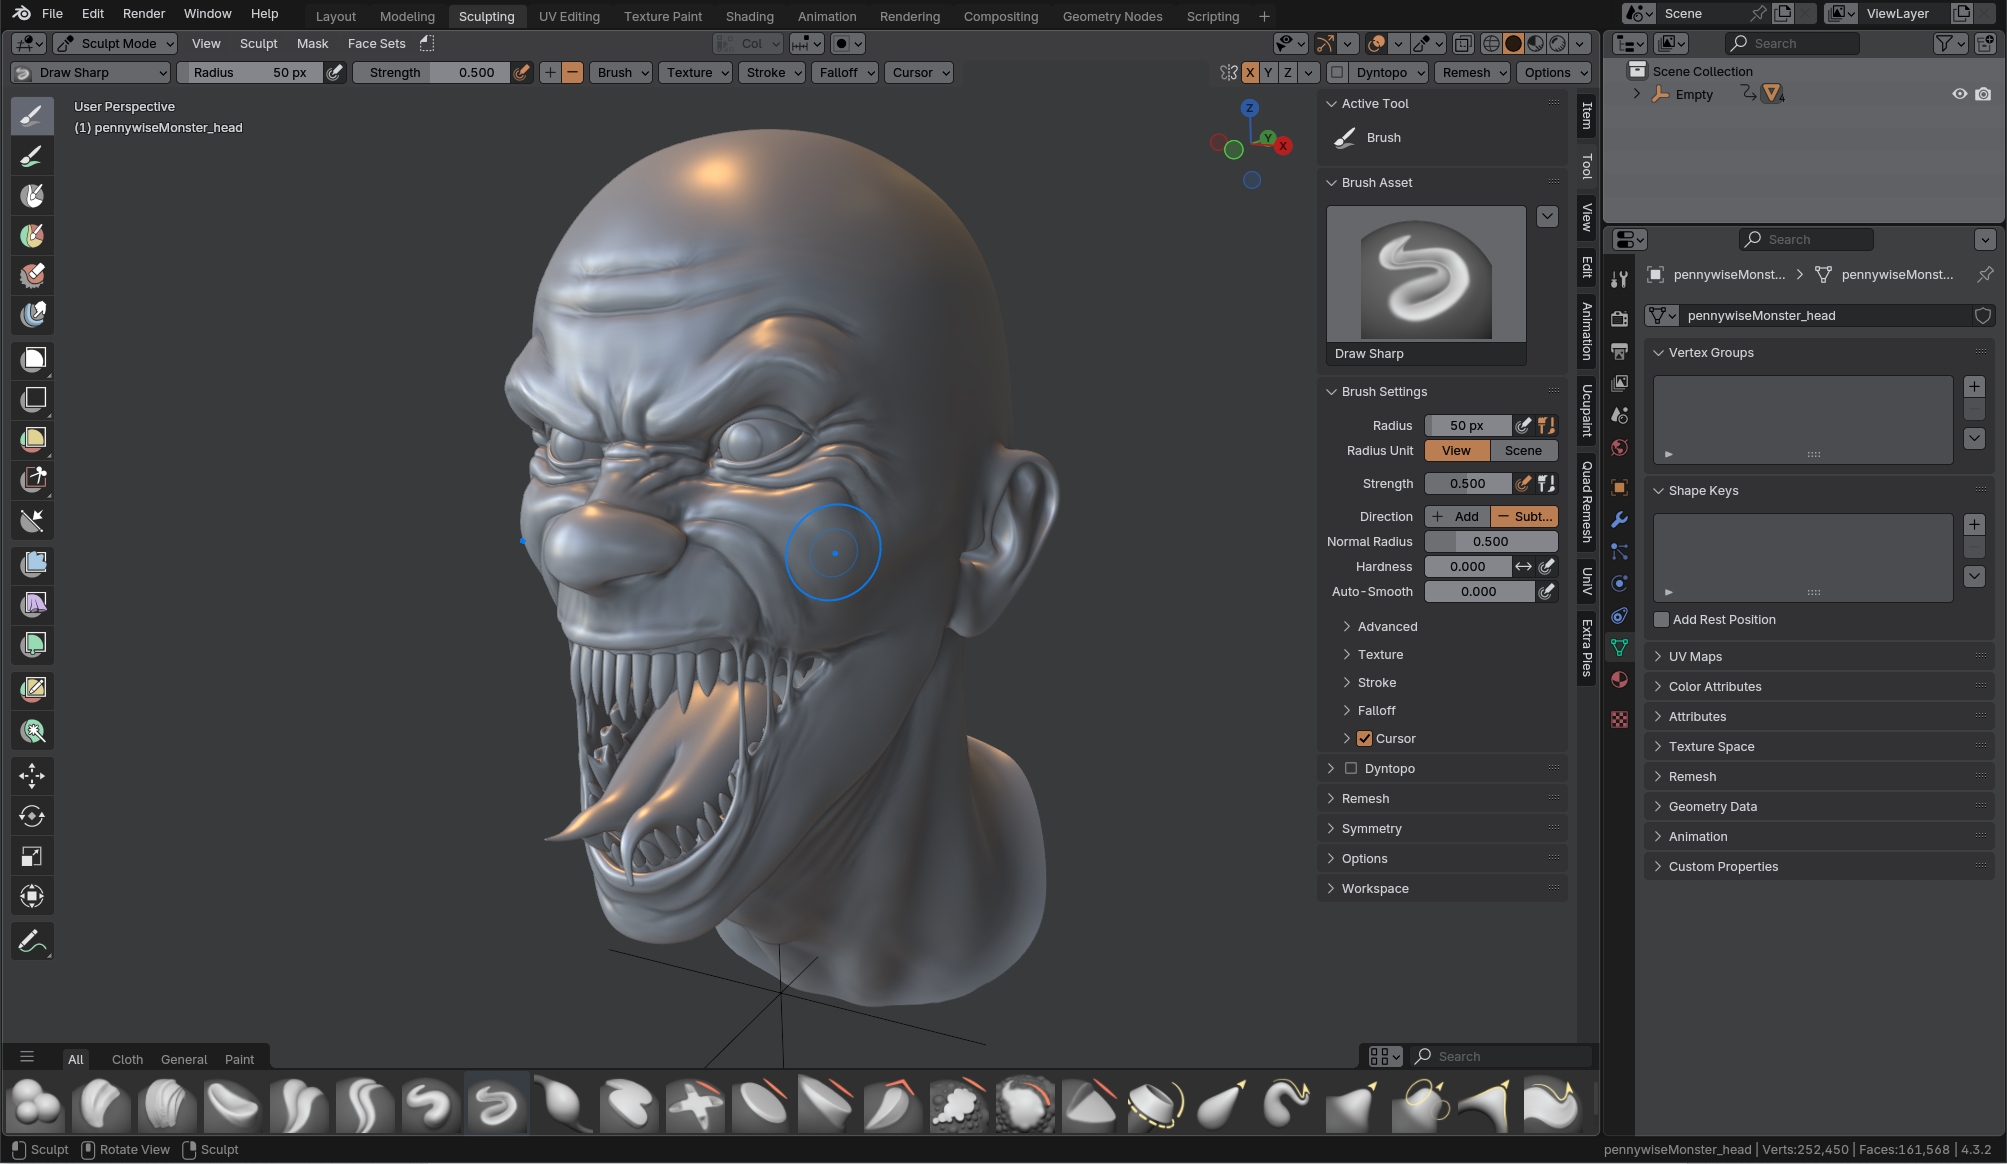 File Edit Render Window Help Layout Modeling Sculpting UV Editing Texture Paint Shading Animation Rendering Compositing Geometry Nodes Scripting + Scene ViewLayer
Sculpt Mode View Sculpt Mask Face Sets Col Search
Draw Sharp Radius 50 px Strength 0.500 Brush Texture Stroke Falloff Cursor X Y Z Dyntopo Remesh Options
Scene Collection
Empty 4
User Perspective
(1) pennywiseMonster_head
Z
Y
X
Active Tool
Brush
Brush Asset
Draw Sharp
Brush Settings
Radius 50 px
Radius Unit View Scene
Strength 0.500
Direction + Add − Subt...
Normal Radius 0.500
Hardness 0.000
Auto-Smooth 0.000
Advanced
Texture
Stroke
Falloff
Cursor
Dyntopo
Remesh
Symmetry
Options
Workspace
Item
Tool
View
Edit
Animation
Ucupaint
Quad Remesh
UniV
Extra Pies
Search
pennywiseMonst... > pennywiseMonst...
pennywiseMonster_head
Vertex Groups
Shape Keys
Add Rest Position
UV Maps
Color Attributes
Attributes
Texture Space
Remesh
Geometry Data
Animation
Custom Properties
All Cloth General Paint Search
Sculpt Rotate View Sculpt pennywiseMonster_head | Verts:252,450 | Faces:161,568 | 4.3.2